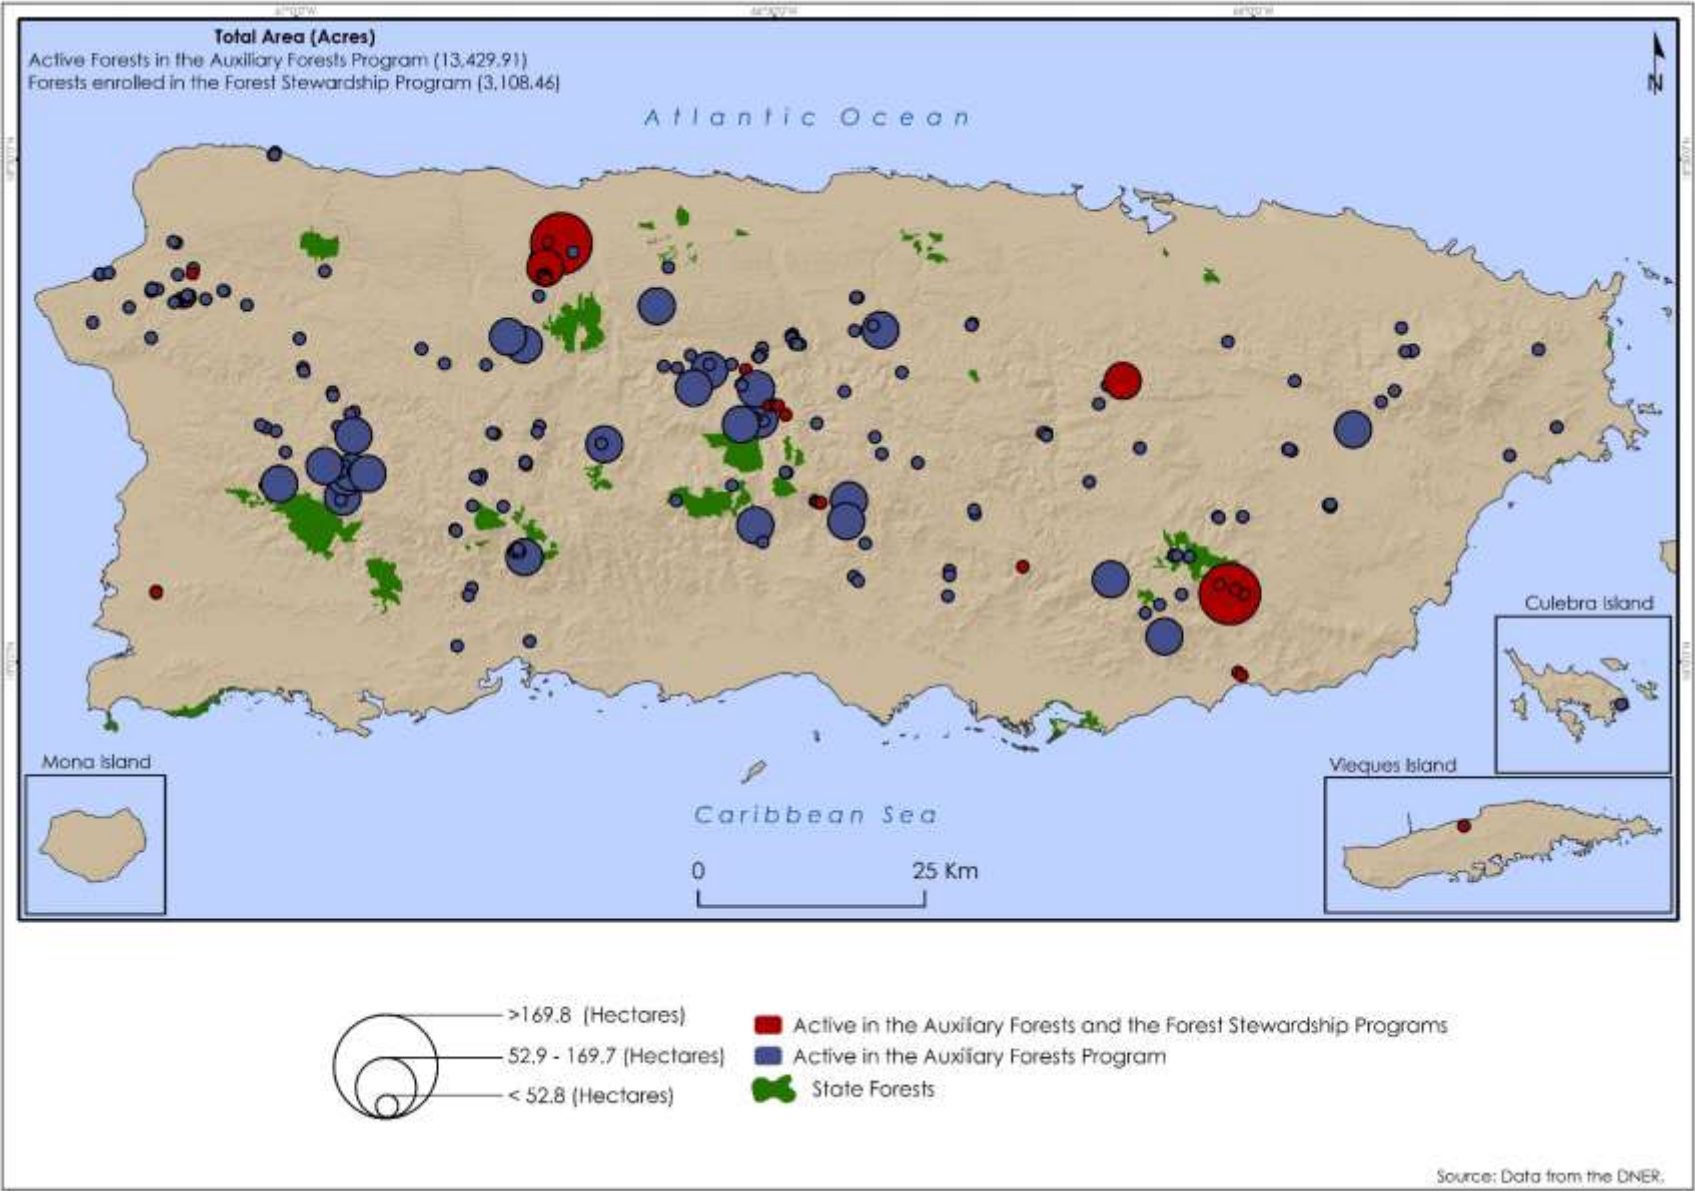 Total Area (Acres)
Active Forests in the Auxiliary Forests Program (13,429.91)
Forests enrolled in the Forest Stewardship Program (3,108.46)
N
Atlantic Ocean
Culebra Island
Mona Island
Vieques Island
Caribbean Sea
0 25 Km
>169.8 (Hectares)
52.9 - 169.7 (Hectares)
< 52.8 (Hectares)
Active in the Auxiliary Forests and the Forest Stewardship Programs
Active in the Auxiliary Forests Program
State Forests
Source: Data from the DNER.